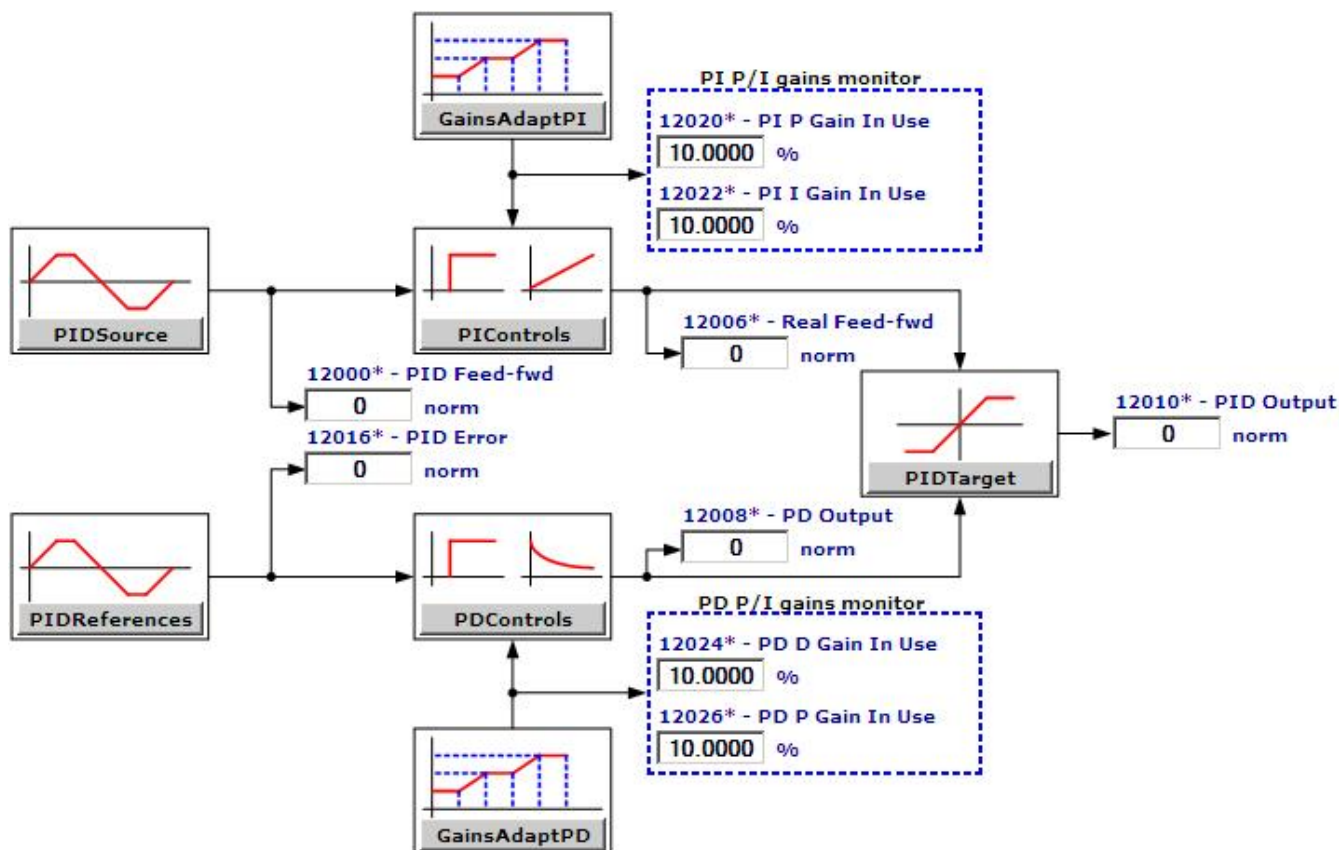 GainsAdaptPI
PI P/I gains monitor
12020* - PI P Gain In Use
10.0000 %
12022* - PI I Gain In Use
10.0000 %
PIDSource
PIControls
12006* - Real Feed-fwd
0 norm
12000* - PID Feed-fwd
0 norm
12016* - PID Error
0 norm
PIDTarget
12010* - PID Output
0 norm
12008* - PD Output
0 norm
PIDReferences
PDControls
PD P/I gains monitor
12024* - PD D Gain In Use
10.0000 %
12026* - PD P Gain In Use
10.0000 %
GainsAdaptPD